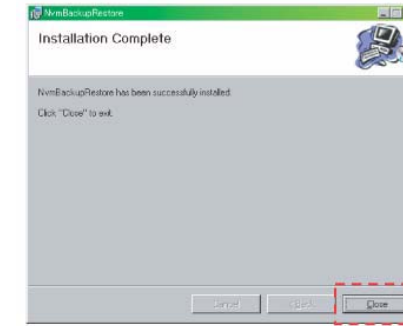 NvmBackupRestore
Installation Complete
NvmBackupRestore has been successfully installed.
Click "Close" to exit.
Cancel < Back Close